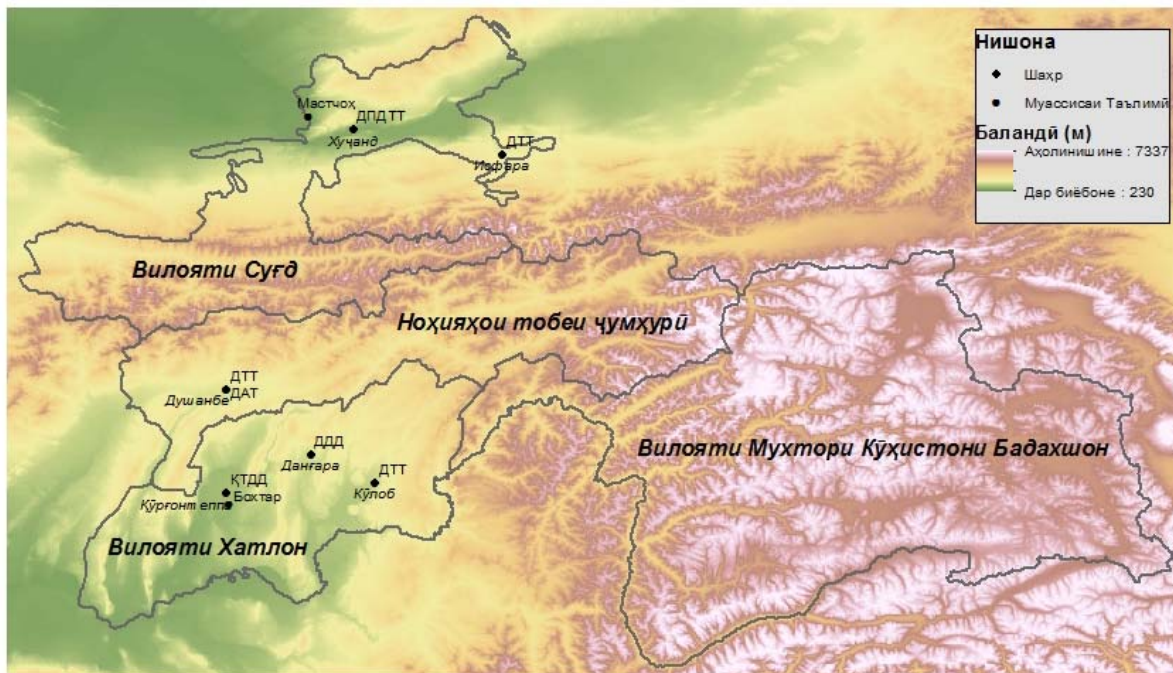 Нишона
Шаҳр
Муассисаи Таълимӣ
Баландӣ (м)
Аҳолинишине : 7337
Дар биёбоне : 230
Мастчоҳ
ДПДТТ
Хуҷанд
ДТТ
Исфара
Вилояти Суғд
Ноҳияҳои тобеи ҷумҳурӣ
ДТТ
Душанбе
ДАТ
ДДД
Данғара
ДТТ
Кӯлоб
ҚТДД
Бохтар
Қӯрғонтеппа
Вилояти Хатлон
Вилояти Мухтори Кӯҳистони Бадахшон